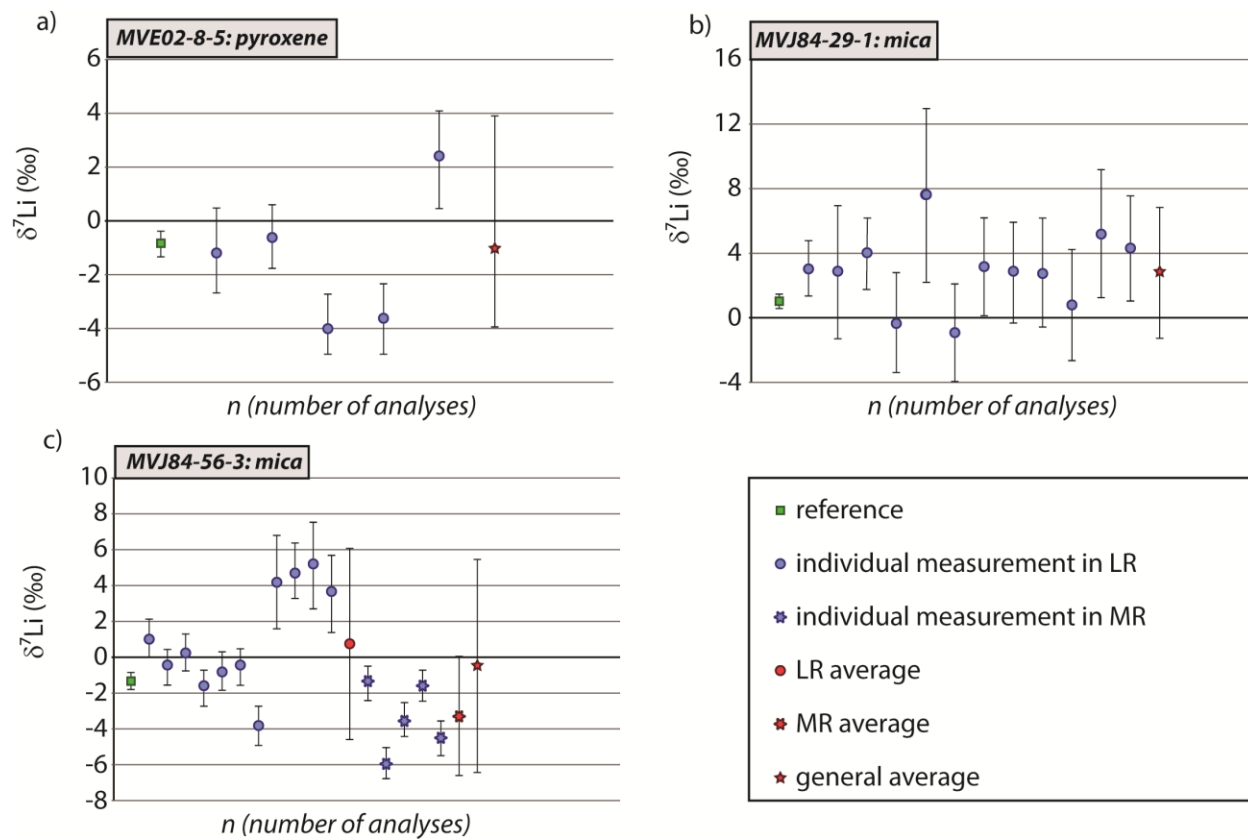 a)
MVE02-8-5: pyroxene
6
4
2
0
-2
-4
-6
δ⁷Li (‰)
n (number of analyses)
b)
MVJ84-29-1: mica
16
12
8
4
0
-4
δ⁷Li (‰)
n (number of analyses)
c)
MVJ84-56-3: mica
10
8
6
4
2
0
-2
-4
-6
-8
δ⁷Li (‰)
n (number of analyses)
reference
individual measurement in LR
individual measurement in MR
LR average
MR average
general average